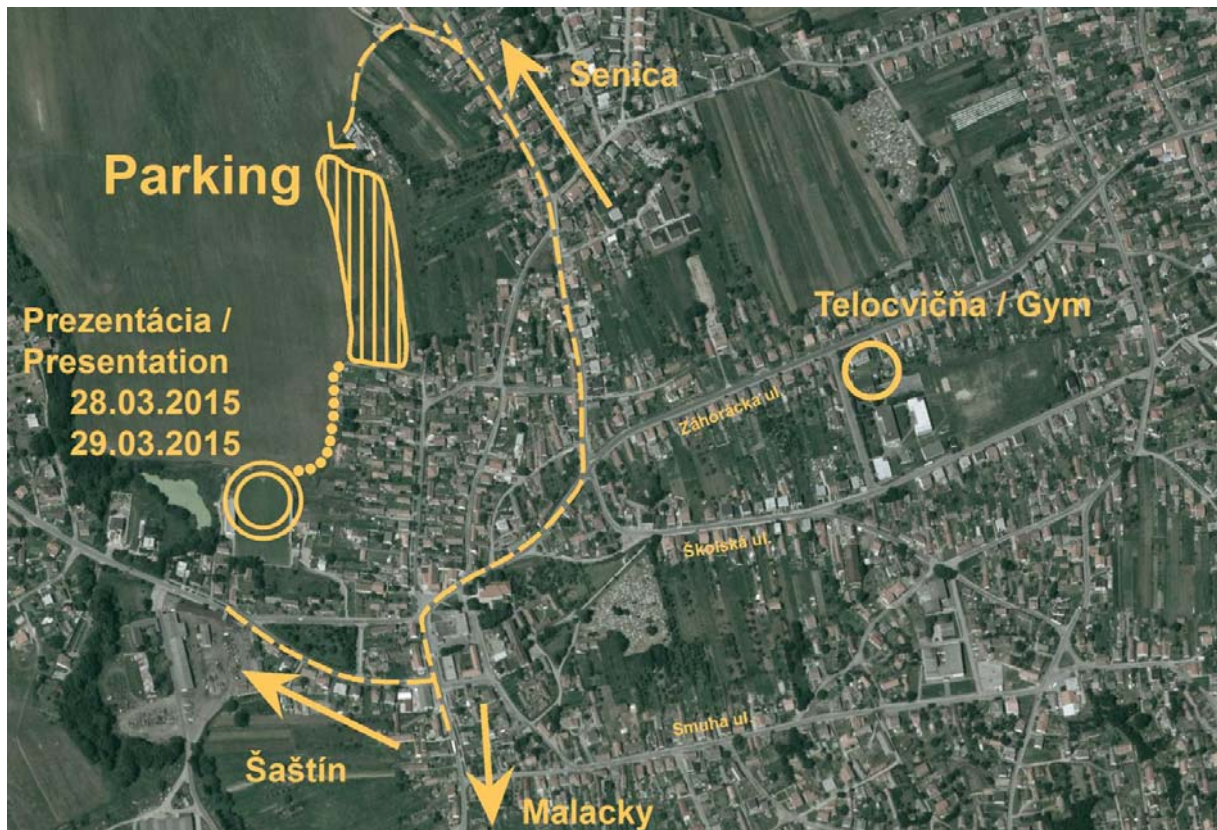 Senica
Parking
Telocvičňa / Gym
Prezentácia /
Presentation
28.03.2015
29.03.2015
Záhorácka ul.
Školská ul.
Smuha ul.
Šaštín
Malacky